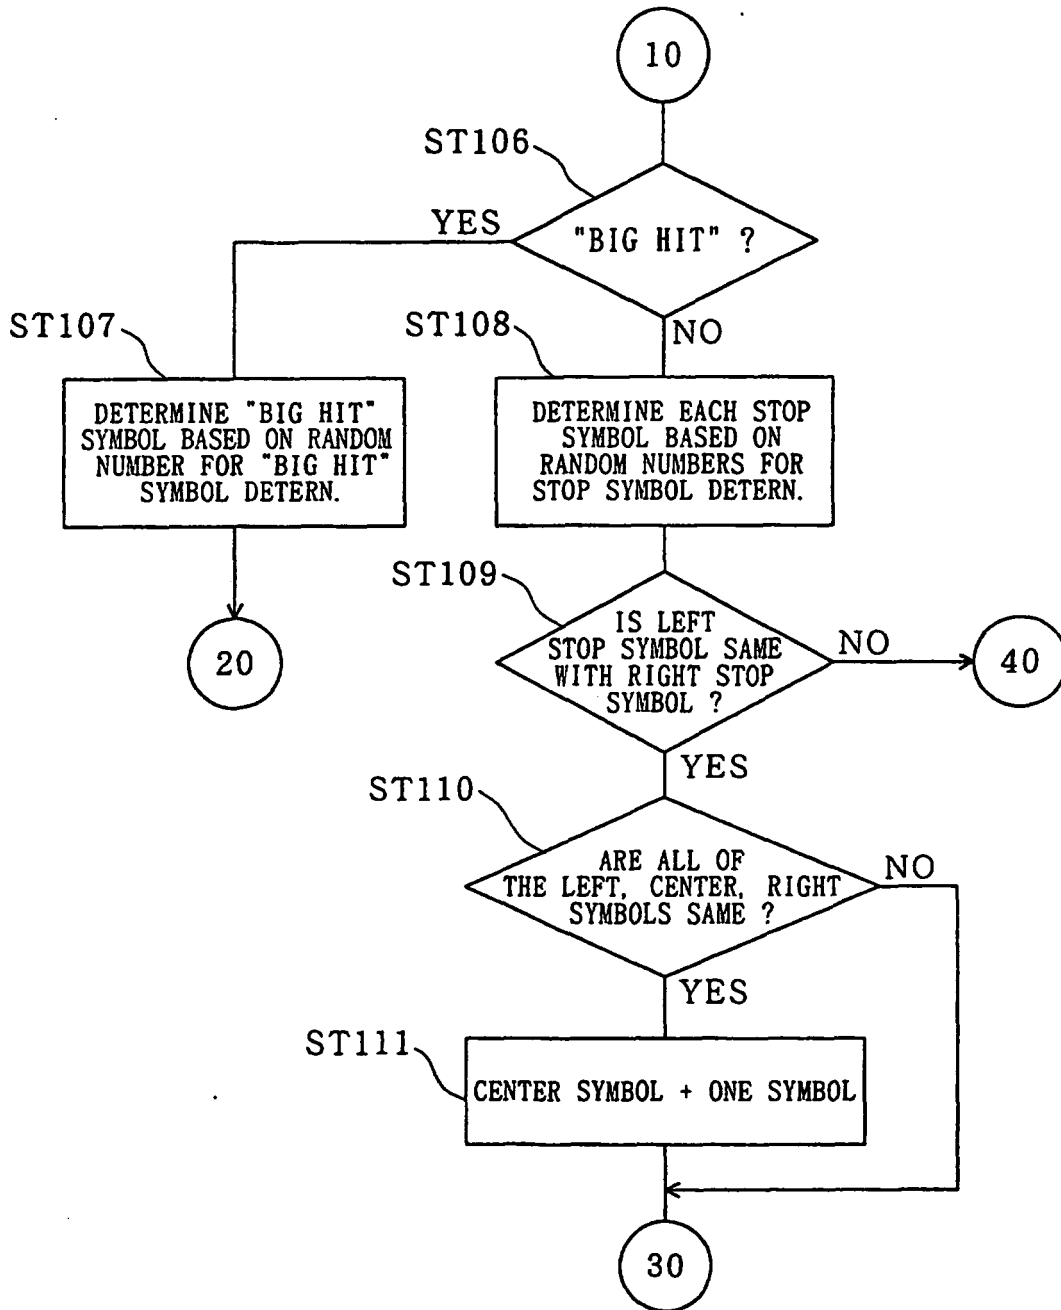 10
ST106
YES
"BIG HIT" ?
ST107
ST108
NO
DETERMINE "BIG HIT"
SYMBOL BASED ON RANDOM
NUMBER FOR "BIG HIT"
SYMBOL DETERN.
DETERMINE EACH STOP
SYMBOL BASED ON
RANDOM NUMBERS FOR
STOP SYMBOL DETERN.
ST109
IS LEFT
STOP SYMBOL SAME
WITH RIGHT STOP
SYMBOL ?
NO
20
40
YES
ST110
ARE ALL OF
THE LEFT, CENTER, RIGHT
SYMBOLS SAME ?
NO
YES
ST111
CENTER SYMBOL + ONE SYMBOL
30